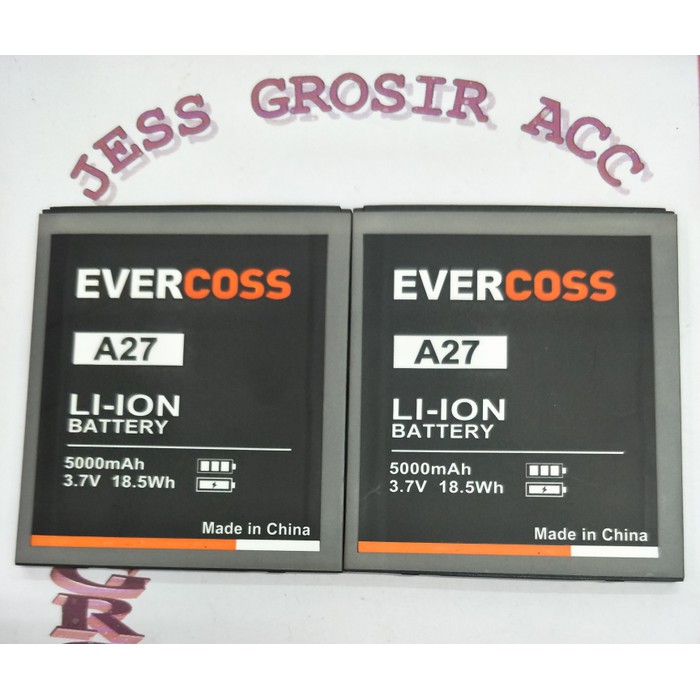 JESS GROSIR ACC
EVERCOSS
A27
LI-ION
BATTERY
5000mAh
3.7V 18.5Wh
Made in China
EVERCOSS
A27
LI-ION
BATTERY
5000mAh
3.7V 18.5Wh
Made in China